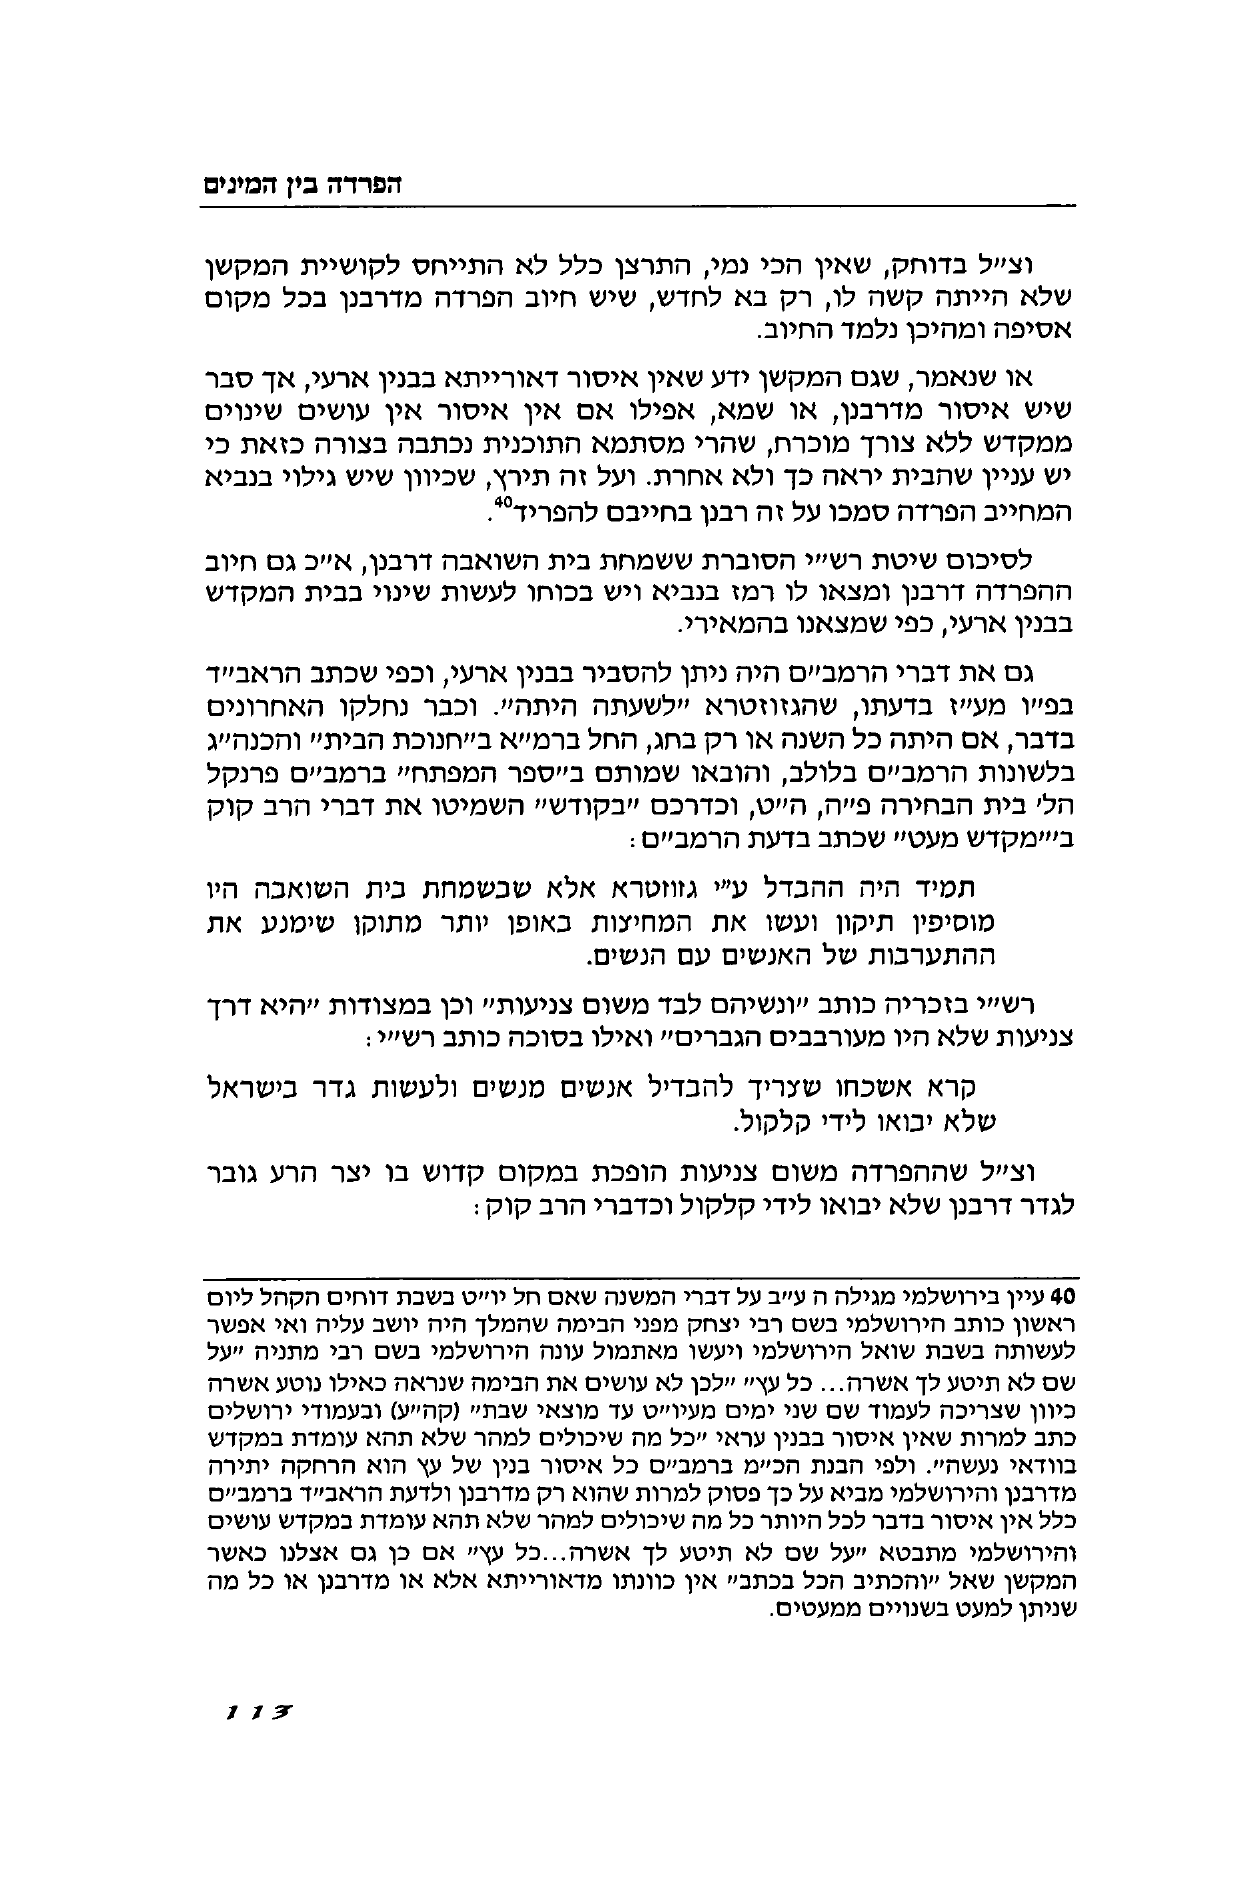 הפרדה בין המינים
וצ״ל בדוחק, שאין הכי נמי, התרצן כלל לא התייחס לקושיית המקשן
שלא הייתה קשה לו, רק בא לחדש, שיש חיוב הפרדה מדרבנן בכל מקום
אסיפה ומהיכן נלמד החיוב.
או שנאמר, שגם המקשן ידע שאין איסור דאורייתא בבנין ארעי, אך סבר
שיש איסור מדרבנן, או שמא, אפילו אם אין איסור אין עושים שינוים
ממקדש ללא צורך מוכרח, שהרי מסתמא התוכנית נכתבה בצורה כזאת כי
יש עניין שהבית יראה כך ולא אחרת. ועל זה תירץ, שכיוון שיש גילוי בנביא
המחייב הפרדה סמכו על זה רבנן בחייבם להפריד40.
לסיכום שיטת רש״י הסוברת ששמחת בית השואבה דרבנן, א״כ גם חיוב
ההפרדה דרבנן ומצאו לו רמז בנביא ויש בכוחו לעשות שינוי בבית המקדש
בבנין ארעי, כפי שמצאנו בהמאירי.
גם את דברי הרמב״ם היה ניתן להסביר בבנין ארעי, וכפי שכתב הראב״ד
בפ״ו מע״ז בדעתו, שהגזוזטרא ״לשעתה היתה״. וכבר נחלקו האחרונים
בדבר, אם היתה כל השנה או רק בחג, החל ברמ״א ב״חנוכת הבית״ והכנה״ג
בלשונות הרמב״ם בלולב, והובאו שמותם ב״ספר המפתח״ ברמב״ם פרנקל
הל׳ בית הבחירה פ״ה, ה״ט, וכדרכם ״בקודש״ השמיטו את דברי הרב קוק
ב״״מקדש מעט״ שכתב בדעת הרמב״ם:
תמיד היה ההבדל ע״י גזוזטרא אלא שבשמחת בית השואבה היו
מוסיפין תיקון ועשו את המחיצות באופן יותר מתוקן שימנע את
ההתערבות של האנשים עם הנשים.
רש״י בזכריה כותב ״ונשיהם לבד משום צניעות״ וכן במצודות ״היא דרך
צניעות שלא היו מעורבבים הגברים״ ואילו בסוכה כותב רש״י:
קרא אשכחו שצריך להבדיל אנשים מנשים ולעשות גדר בישראל
שלא יבואו לידי קלקול.
וצ״ל שההפרדה משום צניעות הופכת במקום קדוש בו יצר הרע גובר
לגדר דרבנן שלא יבואו לידי קלקול וכדברי הרב קוק:
40 עיין בירושלמי מגילה ה ע״ב על דברי המשנה שאם חל יו״ט בשבת דוחים הקהל ליום
ראשון כותב הירושלמי בשם רבי יצחק מפני הבימה שהמלך היה יושב עליה ואי אפשר
לעשותה בשבת שואל הירושלמי ויעשו מאתמול עונה הירושלמי בשם רבי מתניה ״על
שם לא תיטע לך אשרה... כל עץ״ ״לכן לא עושים את הבימה שנראה כאילו נוטע אשרה
כיוון שצריכה לעמוד שם שני ימים מעיו״ט עד מוצאי שבת״ (קה״ע) ובעמודי ירושלים
כתב למרות שאין איסור בבנין עראי ״כל מה שיכולים למהר שלא תהא עומדת במקדש
בוודאי נעשה״. ולפי הבנת הכ״מ ברמב״ם כל איסור בנין של עץ הוא הרחקה יתירה
מדרבנן והירושלמי מביא על כך פסוק למרות שהוא רק מדרבנן ולדעת הראב״ד ברמב״ם
כלל אין איסור בדבר לכל היותר כל מה שיכולים למהר שלא תהא עומדת במקדש עושים
והירושלמי מתבטא ״על שם לא תיטע לך אשרה...כל עץ״ אם כן גם אצלנו כאשר
המקשן שאל ״והכתיב הכל בכתב״ אין כוונתו מדאורייתא אלא או מדרבנן או כל מה
שניתן למעט בשנויים ממעטים.
113